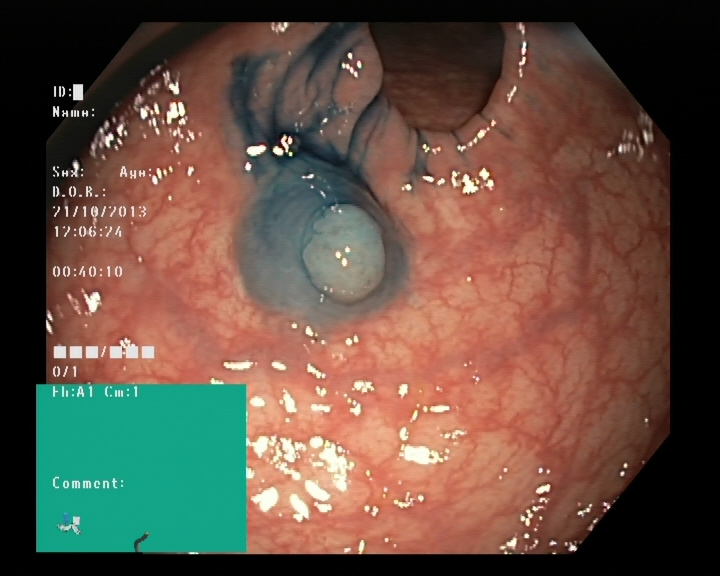 ID:
Name:
Sex: Age:
D.O.B.:
21/10/2013
12:06:24
00:40:10
0/1
Eh:A1 Cm:1
Comment: